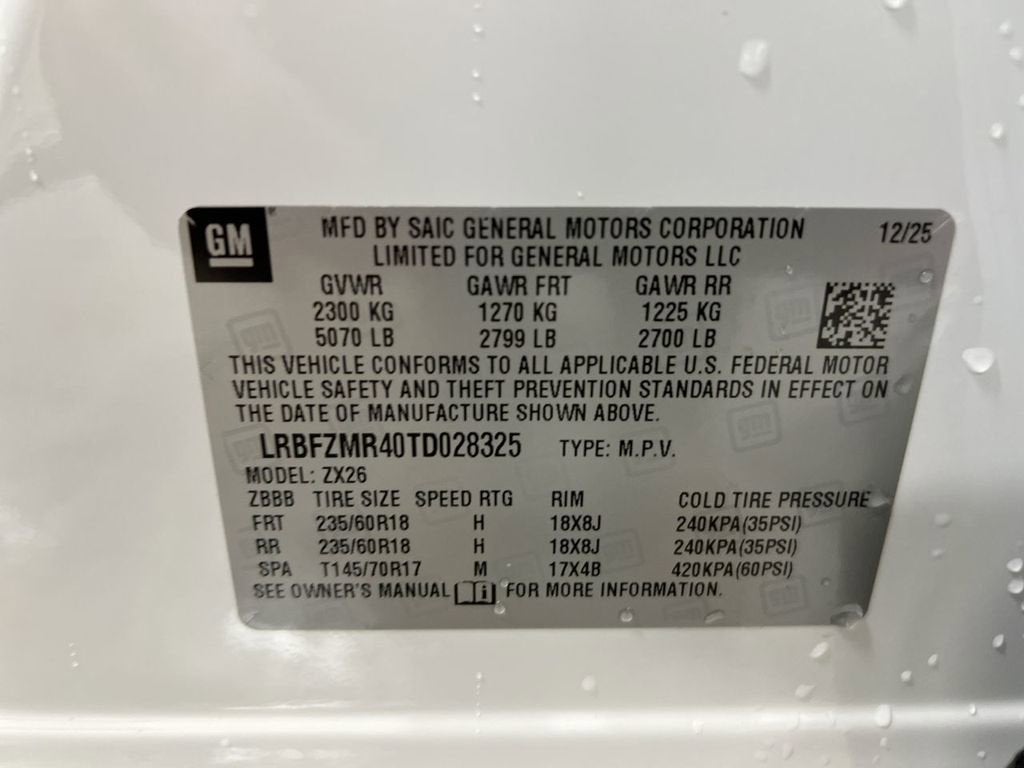 GM MFD BY SAIC GENERAL MOTORS CORPORATION 12/25
LIMITED FOR GENERAL MOTORS LLC
GVWR GAWR FRT GAWR RR
2300 KG 1270 KG 1225 KG
5070 LB 2799 LB 2700 LB
THIS VEHICLE CONFORMS TO ALL APPLICABLE U.S. FEDERAL MOTOR
VEHICLE SAFETY AND THEFT PREVENTION STANDARDS IN EFFECT ON
THE DATE OF MANUFACTURE SHOWN ABOVE.
LRBFZMR40TD028325 TYPE: M.P.V.
MODEL: ZX26
ZBBB TIRE SIZE SPEED RTG RIM COLD TIRE PRESSURE
FRT 235/60R18 H 18X8J 240KPA(35PSI)
RR 235/60R18 H 18X8J 240KPA(35PSI)
SPA T145/70R17 M 17X4B 420KPA(60PSI)
SEE OWNER'S MANUAL i FOR MORE INFORMATION.